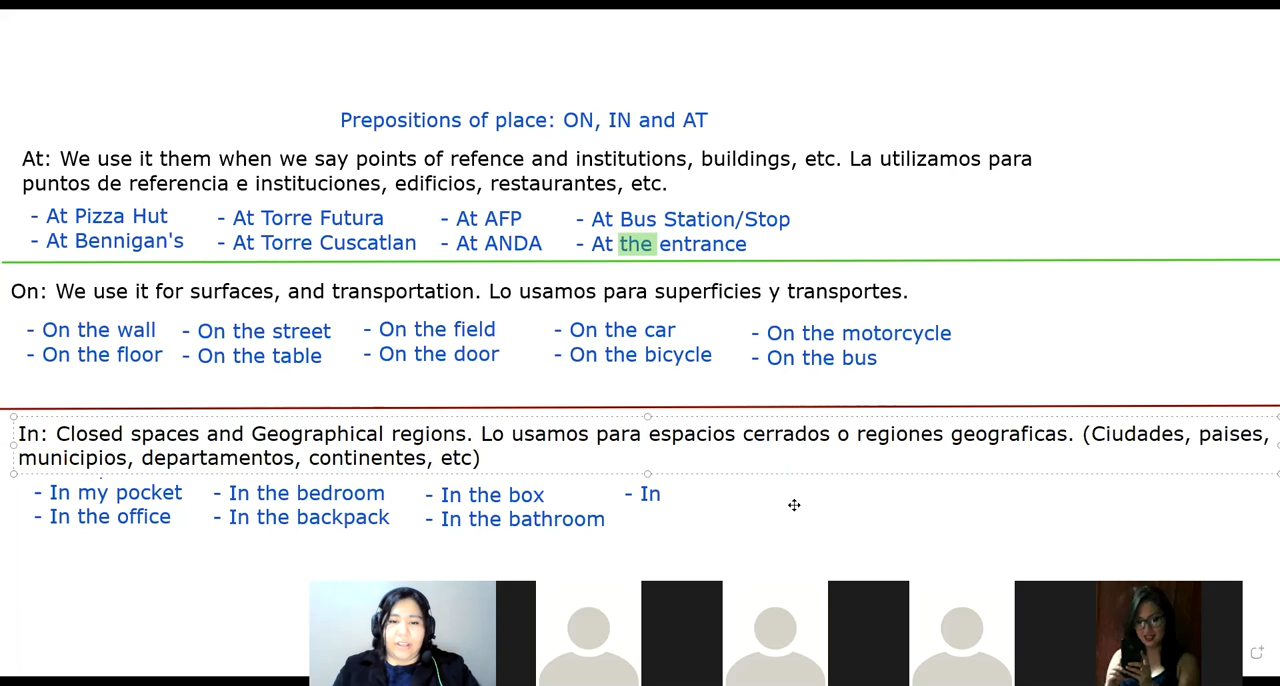 Prepositions of place: ON, IN and AT
At: We use it them when we say points of refence and institutions, buildings, etc. La utilizamos para
puntos de referencia e instituciones, edificios, restaurantes, etc.
- At Pizza Hut - At Torre Futura - At AFP - At Bus Station/Stop
- At Bennigan's - At Torre Cuscatlan - At ANDA - At the entrance
On: We use it for surfaces, and transportation. Lo usamos para superficies y transportes.
- On the wall - On the street - On the field - On the car - On the motorcycle
- On the floor - On the table - On the door - On the bicycle - On the bus
In: Closed spaces and Geographical regions. Lo usamos para espacios cerrados o regiones geograficas. (Ciudades, paises,
municipios, departamentos, continentes, etc)
- In my pocket - In the bedroom - In the box - In
- In the office - In the backpack - In the bathroom